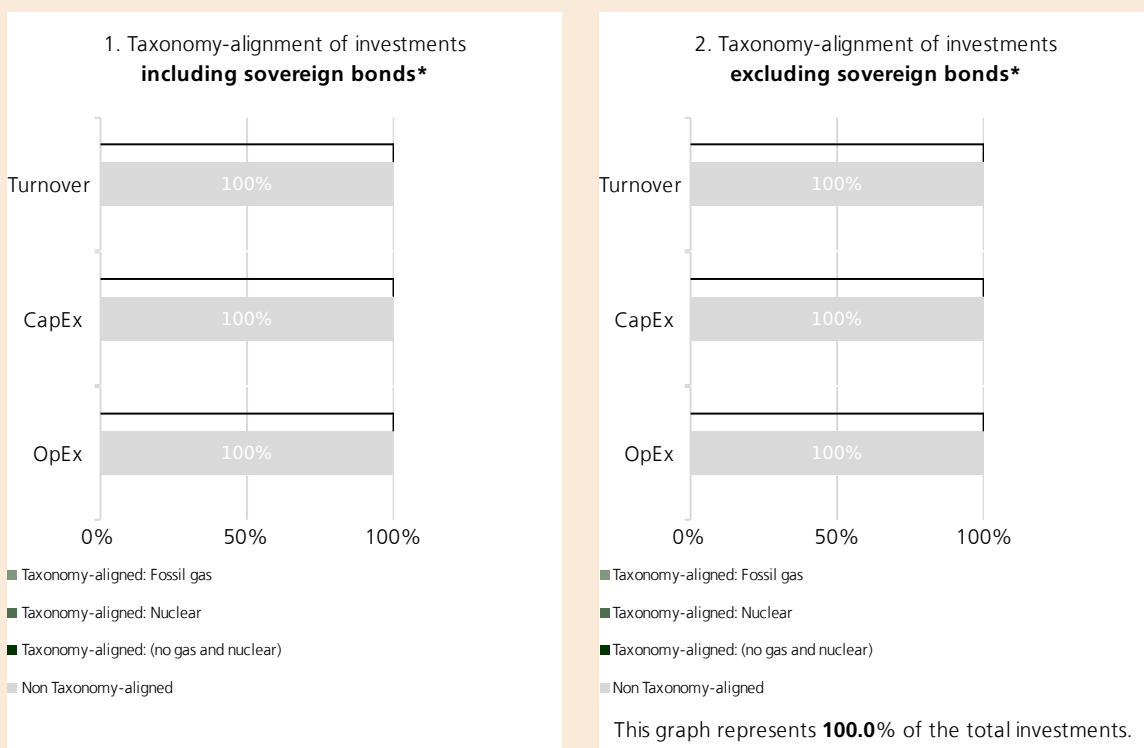 1. Taxonomy-alignment of investments
including sovereign bonds*
Turnover
100%
CapEx
100%
OpEx
100%
0% 50% 100%
Taxonomy-aligned: Fossil gas
Taxonomy-aligned: Nuclear
Taxonomy-aligned: (no gas and nuclear)
Non Taxonomy-aligned
2. Taxonomy-alignment of investments
excluding sovereign bonds*
Turnover
100%
CapEx
100%
OpEx
100%
0% 50% 100%
Taxonomy-aligned: Fossil gas
Taxonomy-aligned: Nuclear
Taxonomy-aligned: (no gas and nuclear)
Non Taxonomy-aligned
This graph represents 100.0% of the total investments.